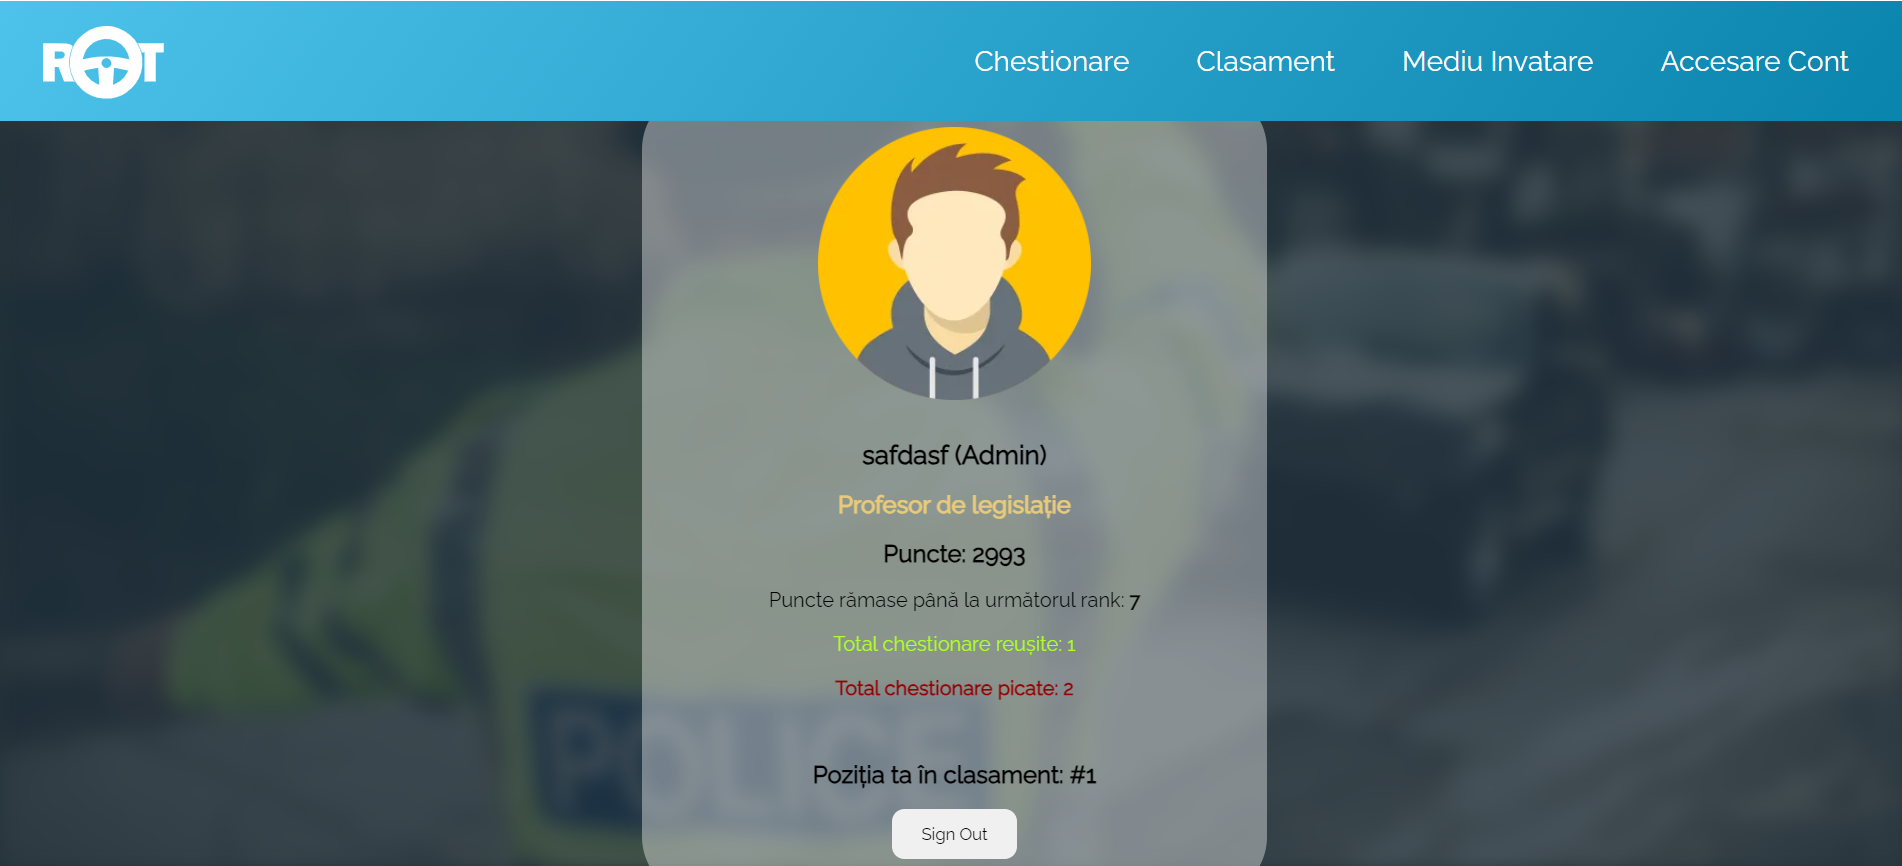 ROT
Chestionare
Clasament
Mediu Invatare
Accesare Cont
safdasf (Admin)
Profesor de legislație
Puncte: 2993
Puncte rămase până la următorul rank: 7
Total chestionare reușite: 1
Total chestionare picate: 2
POLICE
Poziția ta în clasament: #1
Sign Out